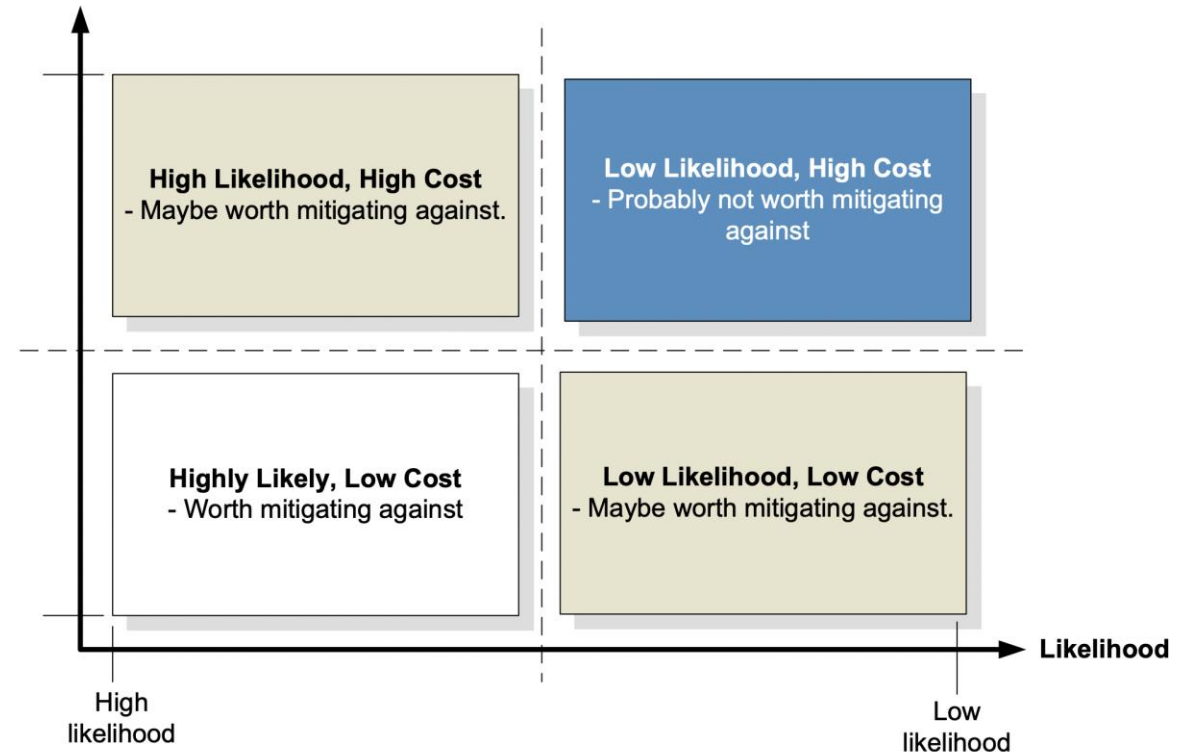 High Likelihood, High Cost
- Maybe worth mitigating against.
Low Likelihood, High Cost
- Probably not worth mitigating
against
Highly Likely, Low Cost
- Worth mitigating against
Low Likelihood, Low Cost
- Maybe worth mitigating against.
Likelihood
High
likelihood
Low
likelihood